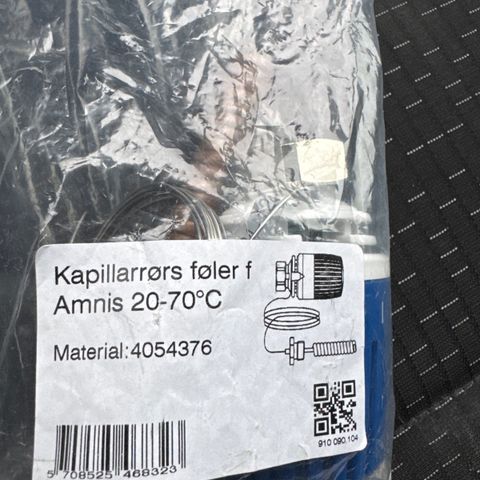 Kapillarrørs føler f
Amnis 20-70°C
Material:4054376
910 090.104
5 708525 468323